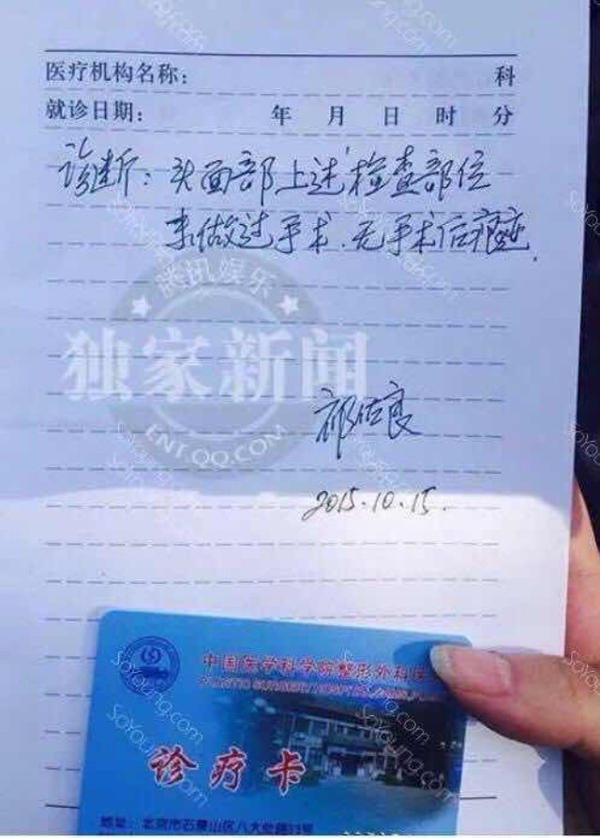 医疗机构名称： 科
就诊日期： 年 月 日 时 分
诊断：头面部上述检查部位
未做过手术、无手术后痕迹.
腾讯娱乐
独家新闻
ENT.QQ.COM
祁佐良
2015.10.15.
中国医学科学院整形外科医
PLASTIC SURGERY HOSPITAL
诊疗卡
地址：北京市石景山区八大处路33号
SoYoung.com